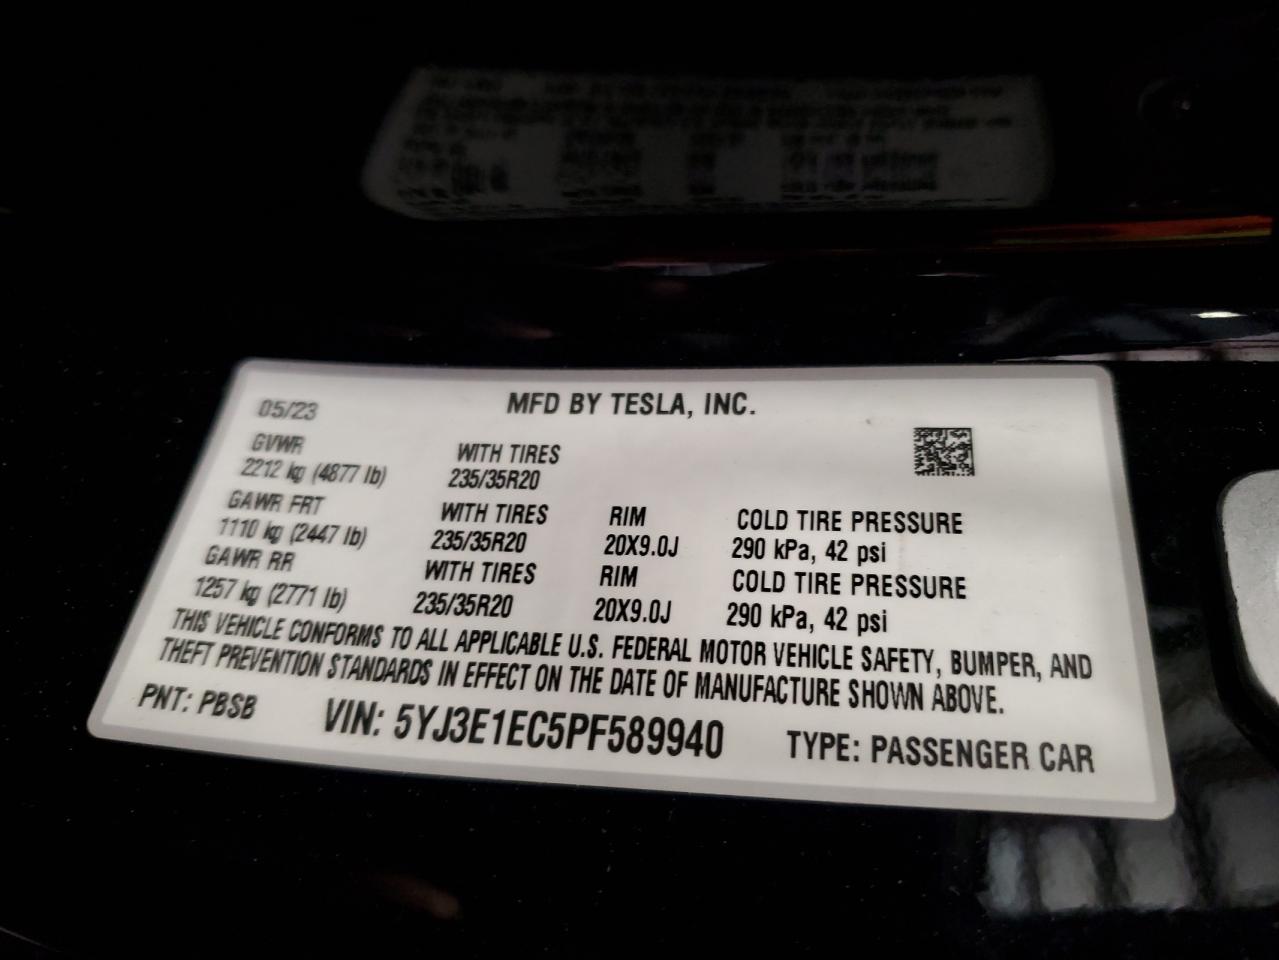 05/23 MFD BY TESLA, INC.
GVWR WITH TIRES
2212 kg (4877 lb) 235/35R20
GAWR FRT WITH TIRES RIM COLD TIRE PRESSURE
1110 kg (2447 lb) 235/35R20 20X9.0J 290 kPa, 42 psi
GAWR RR WITH TIRES RIM COLD TIRE PRESSURE
1257 kg (2771 lb) 235/35R20 20X9.0J 290 kPa, 42 psi
THIS VEHICLE CONFORMS TO ALL APPLICABLE U.S. FEDERAL MOTOR VEHICLE SAFETY, BUMPER, AND
THEFT PREVENTION STANDARDS IN EFFECT ON THE DATE OF MANUFACTURE SHOWN ABOVE.
PNT: PBSB VIN: 5YJ3E1EC5PF589940 TYPE: PASSENGER CAR